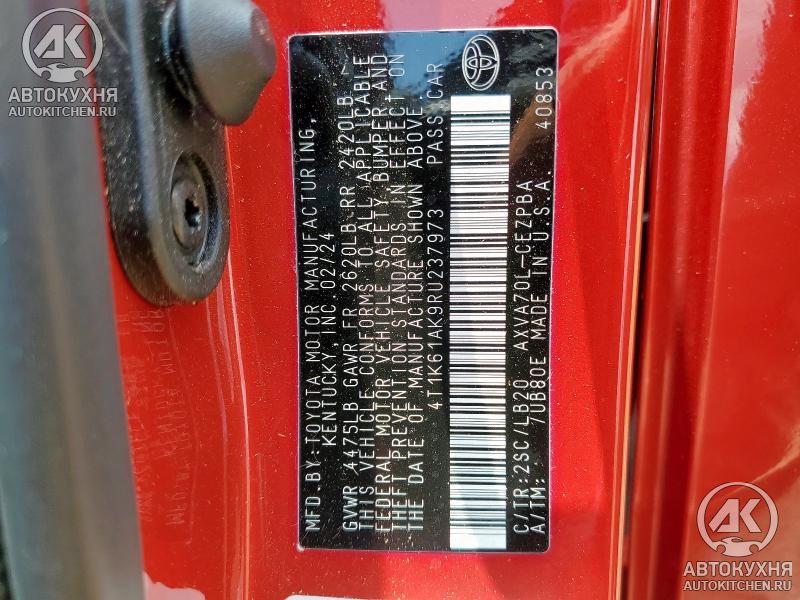 MFD. BY: TOYOTA MOTOR MANUFACTURING,
KENTUCKY, INC. 02/24
GVWR 4475LB GAWR FR 2620LB RR 2420LB
THIS VEHICLE CONFORMS TO ALL APPLICABLE
FEDERAL MOTOR VEHICLE SAFETY, BUMPER AND
THEFT PREVENTION STANDARDS IN EFFECT ON
THE DATE OF MANUFACTURE SHOWN ABOVE.
4T1K61AK9RU237973 PASS. CAR
C/TR:2SC/LB20 AXVA70L-CEZPBA
A/TM: - /UB80E MADE IN U.S.A. 40853
АК
АВТОКУХНЯ
AUTOKITCHEN.RU
АК
АВТОКУХНЯ
AUTOKITCHEN.RU